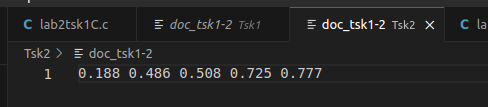 C lab2tsk1C.c doc_tsk1-2 Tsk1 doc_tsk1-2 Tsk2 × C la
Tsk2 > doc_tsk1-2
1 0.188 0.486 0.508 0.725 0.777